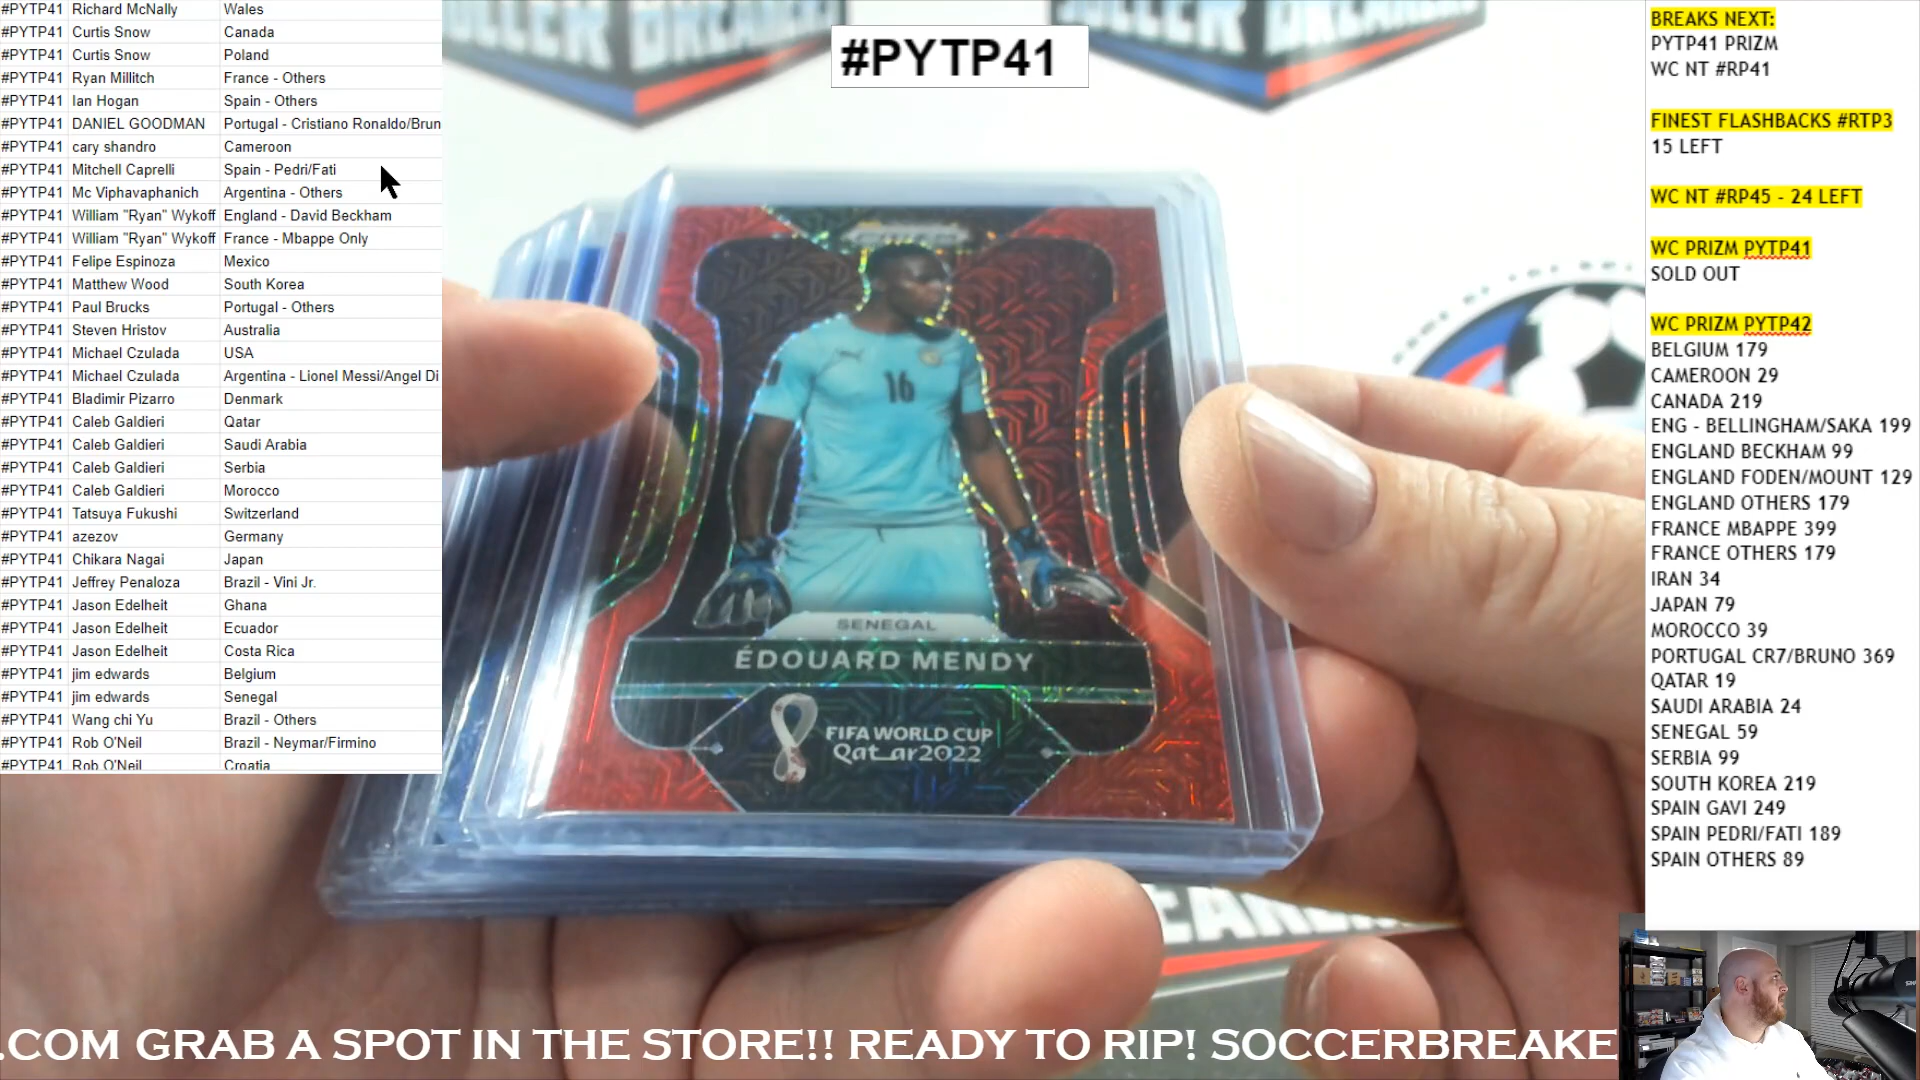 #PYTP41 Richard McNally Wales
#PYTP41 Curtis Snow Canada
#PYTP41 Curtis Snow Poland
#PYTP41 Ryan Millitch France - Others
#PYTP41 Ian Hogan Spain - Others
#PYTP41 DANIEL GOODMAN Portugal - Cristiano Ronaldo/Brun
#PYTP41 cary shandro Cameroon
#PYTP41 Mitchell Caprelli Spain - Pedri/Fati
#PYTP41 Mc Viphavaphanich Argentina - Others
#PYTP41 William "Ryan" Wykoff England - David Beckham
#PYTP41 William "Ryan" Wykoff France - Mbappe Only
#PYTP41 Felipe Espinoza Mexico
#PYTP41 Matthew Wood South Korea
#PYTP41 Paul Brucks Portugal - Others
#PYTP41 Steven Hristov Australia
#PYTP41 Michael Czulada USA
#PYTP41 Michael Czulada Argentina - Lionel Messi/Angel Di
#PYTP41 Bladimir Pizarro Denmark
#PYTP41 Caleb Galdieri Qatar
#PYTP41 Caleb Galdieri Saudi Arabia
#PYTP41 Caleb Galdieri Serbia
#PYTP41 Caleb Galdieri Morocco
#PYTP41 Tatsuya Fukushi Switzerland
#PYTP41 azezov Germany
#PYTP41 Chikara Nagai Japan
#PYTP41 Jeffrey Penaloza Brazil - Vini Jr.
#PYTP41 Jason Edelheit Ghana
#PYTP41 Jason Edelheit Ecuador
#PYTP41 Jason Edelheit Costa Rica
#PYTP41 jim edwards Belgium
#PYTP41 jim edwards Senegal
#PYTP41 Wang chi Yu Brazil - Others
#PYTP41 Rob O'Neil Brazil - Neymar/Firmino
#PYTP41 Rob O'Neil Croatia
#PYTP41
16
SENEGAL
ÉDOUARD MENDY
FIFA WORLD CUP
Qatar2022
BREAKS NEXT:
PYTP41 PRIZM
WC NT #RP41
FINEST FLASHBACKS #RTP3
15 LEFT
WC NT #RP45 - 24 LEFT
WC PRIZM PYTP41
SOLD OUT
WC PRIZM PYTP42
BELGIUM 179
CAMEROON 29
CANADA 219
ENG - BELLINGHAM/SAKA 199
ENGLAND BECKHAM 99
ENGLAND FODEN/MOUNT 129
ENGLAND OTHERS 179
FRANCE MBAPPE 399
FRANCE OTHERS 179
IRAN 34
JAPAN 79
MOROCCO 39
PORTUGAL CR7/BRUNO 369
QATAR 19
SAUDI ARABIA 24
SENEGAL 59
SERBIA 99
SOUTH KOREA 219
SPAIN GAVI 249
SPAIN PEDRI/FATI 189
SPAIN OTHERS 89
.COM GRAB A SPOT IN THE STORE!! READY TO RIP! SOCCERBREAKE